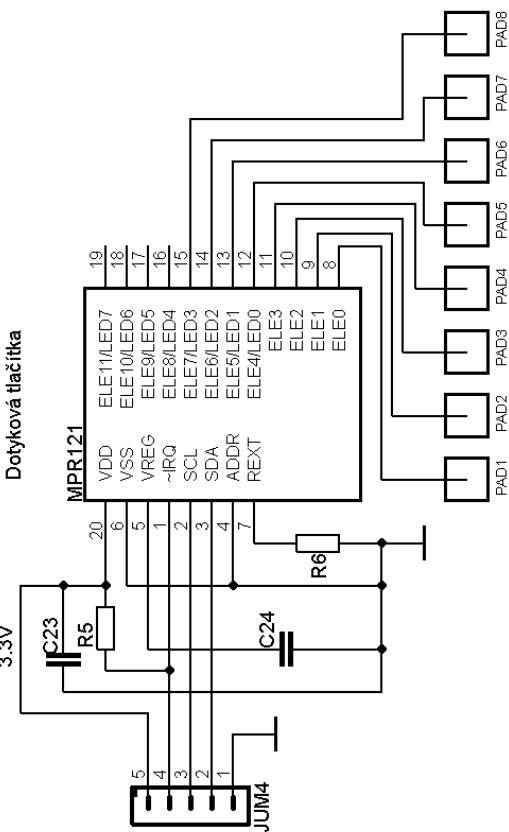 Dotyková tlačítka
MPR121
VDD
VSS
VREG
~IRQ
SCL
SDA
ADDR
REXT
20
6
5
1
2
3
4
7
ELE11/LED7
ELE10/LED6
ELE9/LED5
ELE8/LED4
ELE7/LED3
ELE6/LED2
ELE5/LED1
ELE4/LED0
ELE3
ELE2
ELE1
ELE0
19
18
17
16
15
14
13
12
11
10
9
8
PAD8
PAD7
PAD6
PAD5
PAD4
PAD3
PAD2
PAD1
3.3V
C23
R5
C24
R6
5
4
3
2
1
JUM4